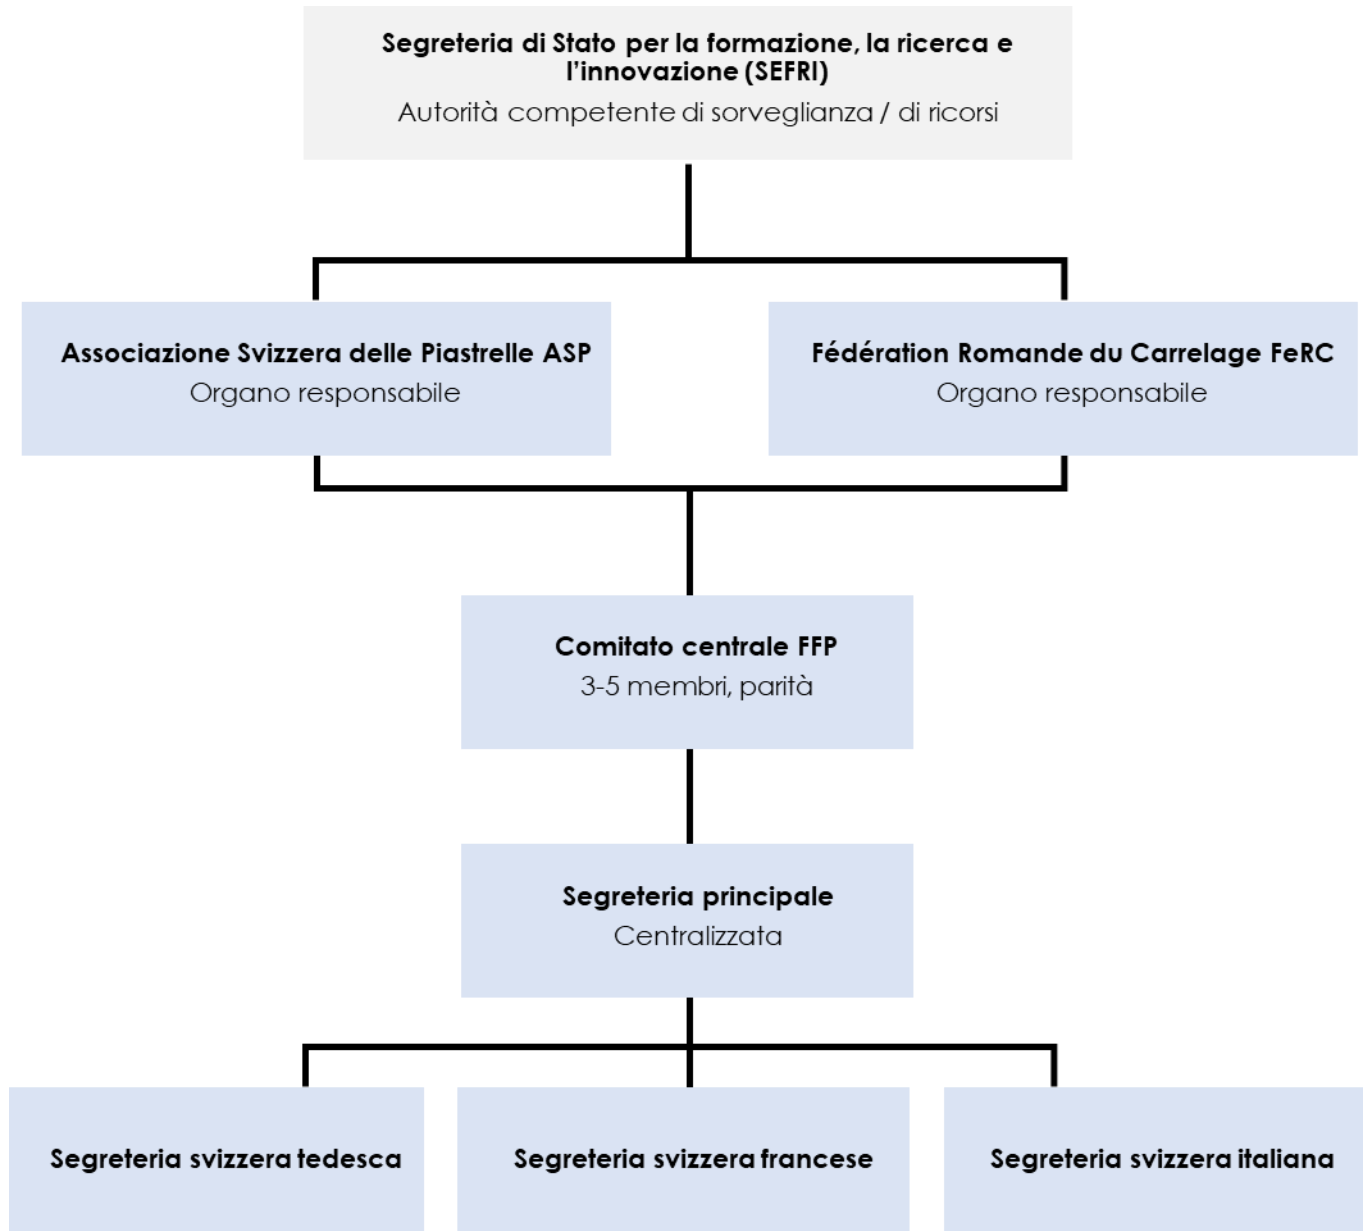 Segreteria di Stato per la formazione, la ricerca e
l’innovazione (SEFRI)
Autorità competente di sorveglianza / di ricorsi
Associazione Svizzera delle Piastrelle ASP
Organo responsabile
Fédération Romande du Carrelage FeRC
Organo responsabile
Comitato centrale FFP
3-5 membri, parità
Segreteria principale
Centralizzata
Segreteria svizzera tedesca
Segreteria svizzera francese
Segreteria svizzera italiana